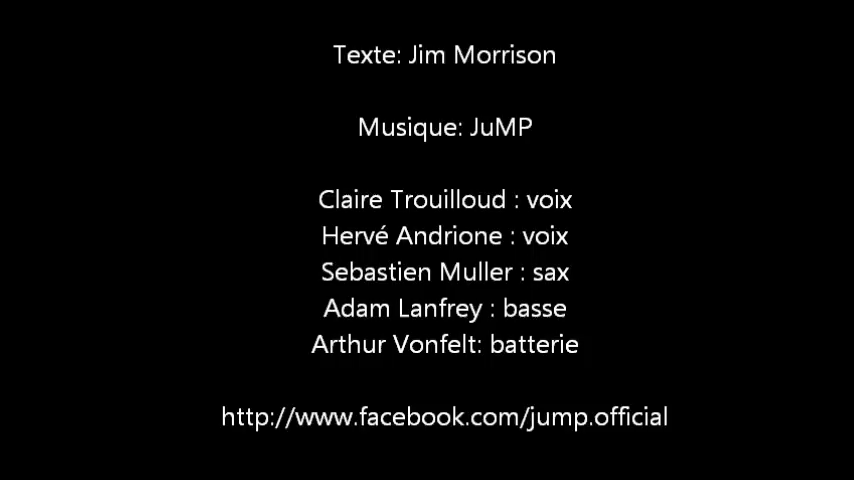 Texte: Jim Morrison
Musique: JuMP
Claire Trouilloud : voix
Hervé Andrione : voix
Sebastien Muller : sax
Adam Lanfrey : basse
Arthur Vonfelt: batterie
http://www.facebook.com/jump.official